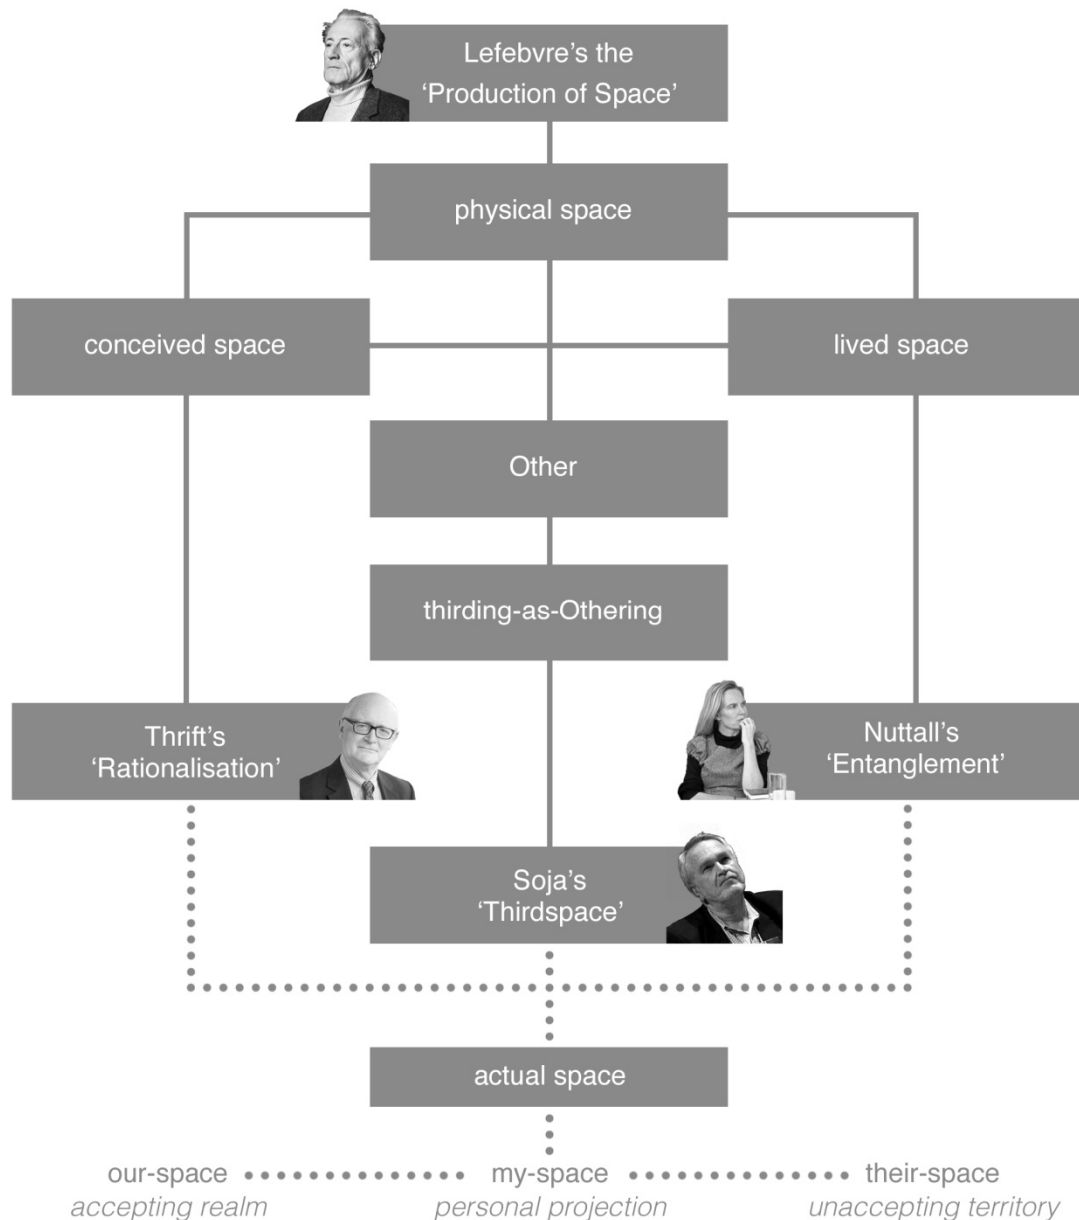 Lefebvre’s the
‘Production of Space’
physical space
conceived space
lived space
Other
thirding-as-Othering
Thrift’s
‘Rationalisation’
Nuttall’s
‘Entanglement’
Soja’s
‘Thirdspace’
actual space
our-space
accepting realm
my-space
personal projection
their-space
unaccepting territory